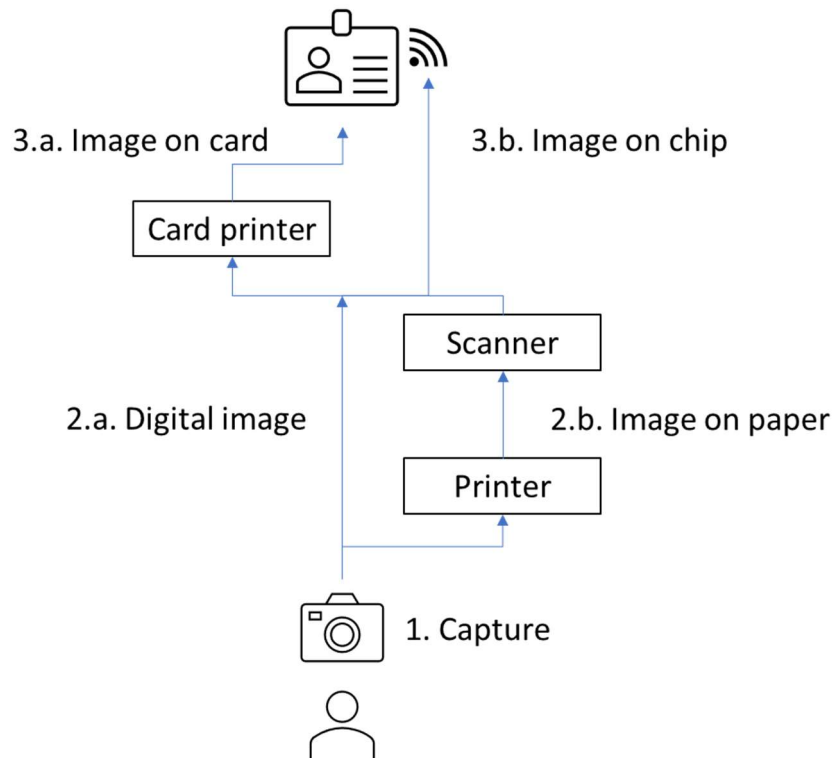 3.a. Image on card
3.b. Image on chip
Card printer
Scanner
2.a. Digital image
2.b. Image on paper
Printer
1. Capture